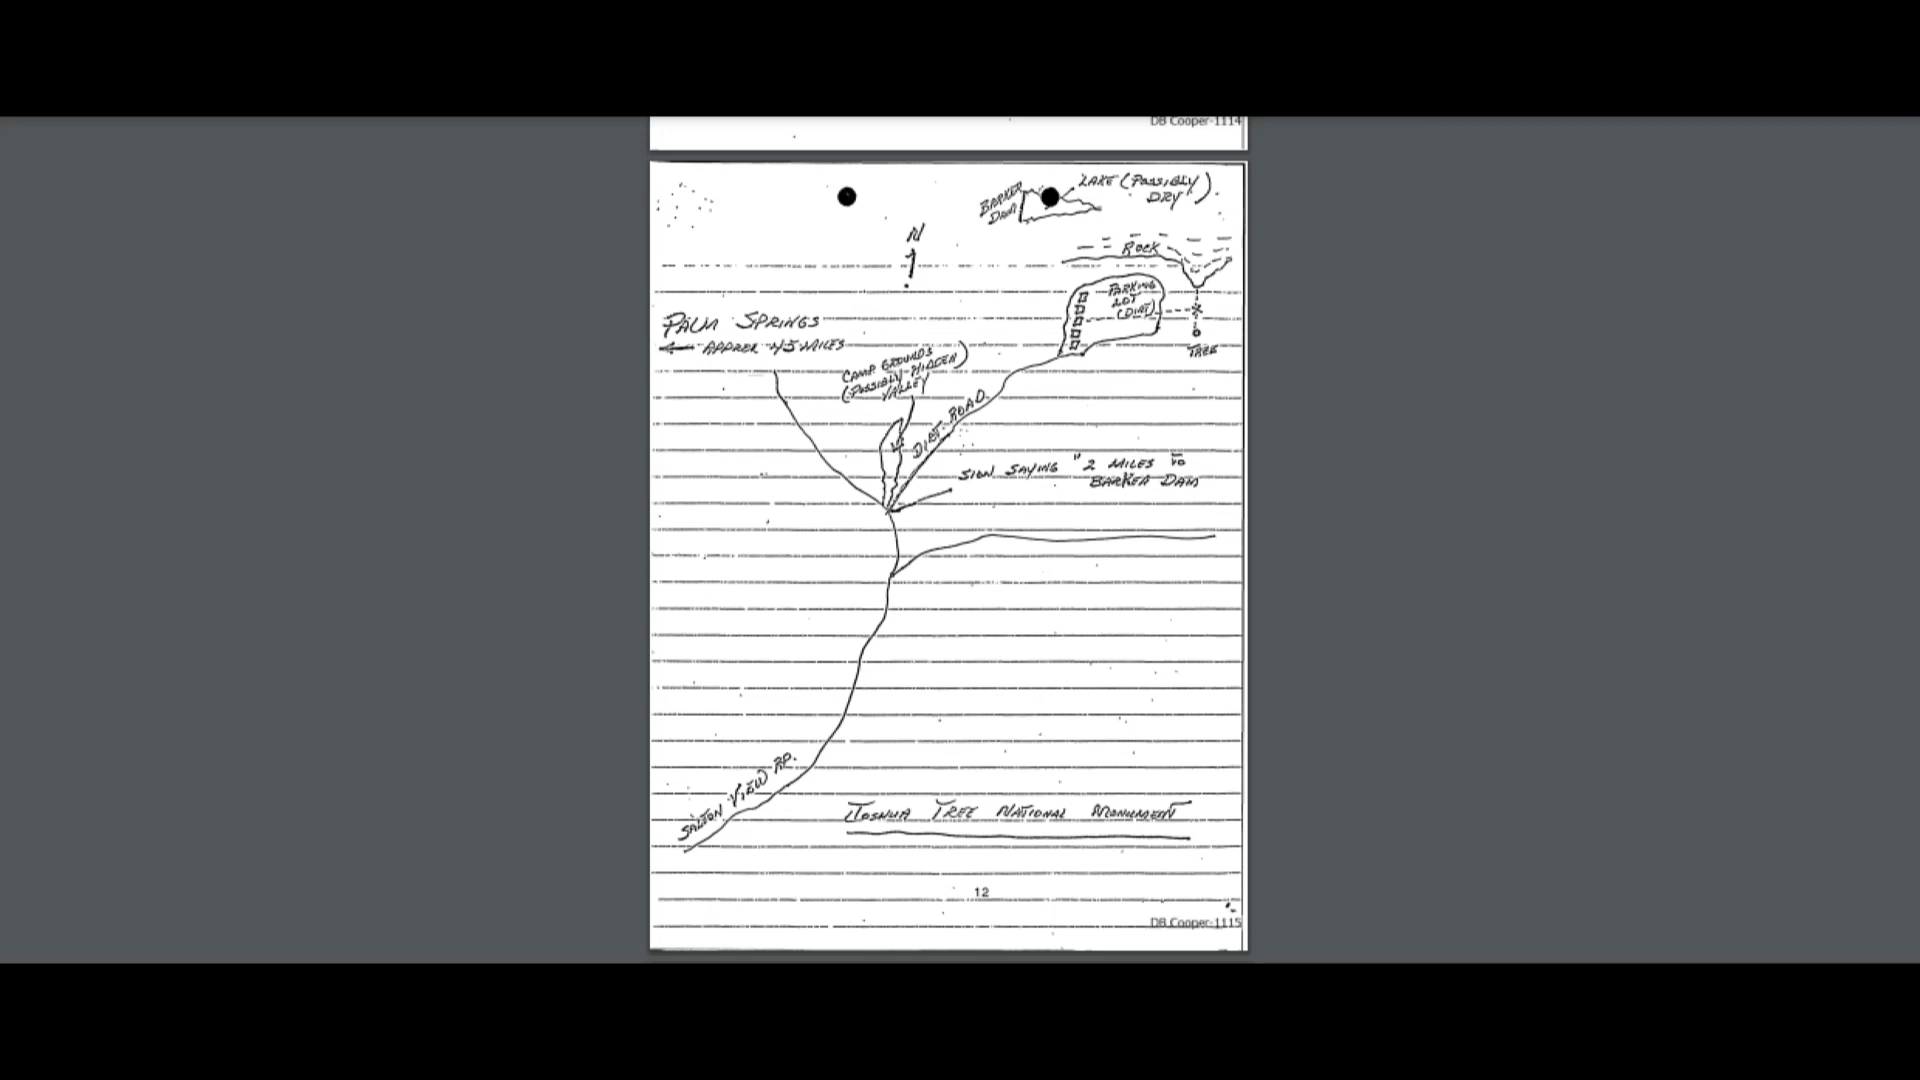 DB Cooper-1114
LAKE (POSSIBLY
DRY)
BARKER
DAM
N
ROCK
PARKING
LOT
(DIRT)
TREE
PALM SPRINGS
← APPROX 45 MILES
CAMP GROUNDS
(POSSIBLY HIDDEN
VALLEY)
DIRT ROAD
SIGN SAYING "2 MILES TO
BARKER DAM
SALTON VIEW RD.
JOSHUA TREE NATIONAL MONUMENT
12
DB Cooper-1115